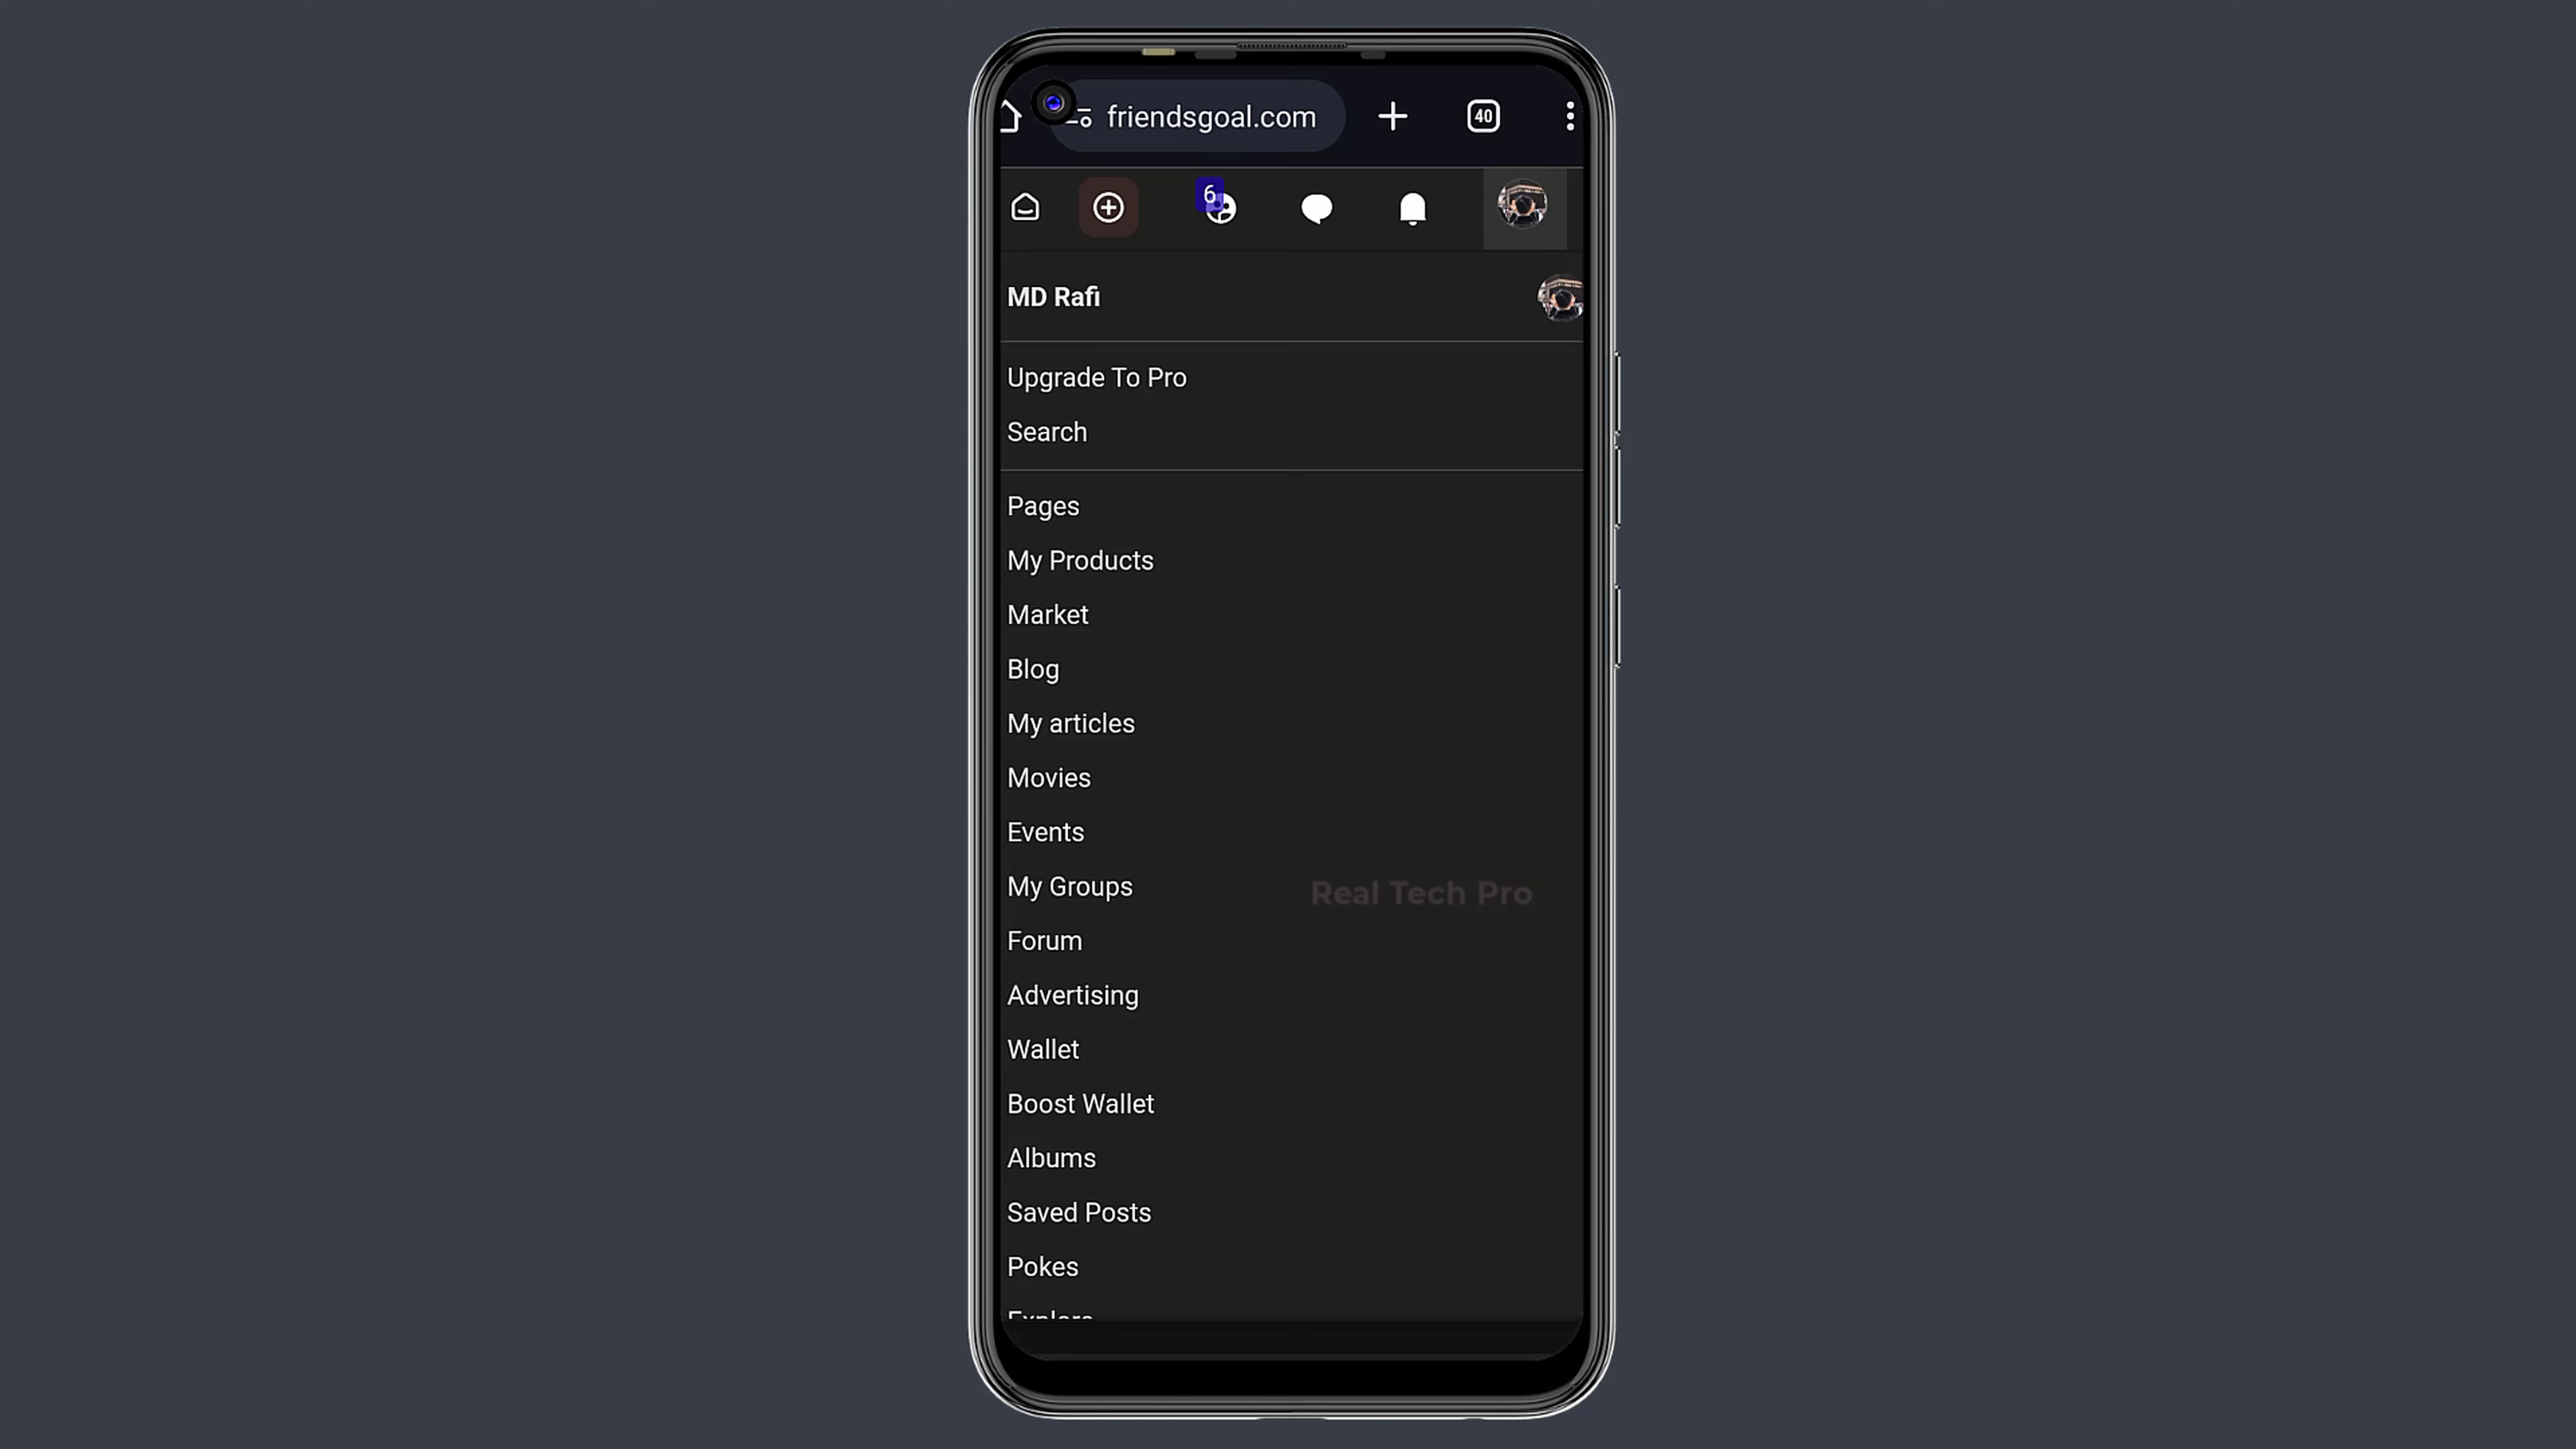 friendsgoal.com
40
6
MD Rafi
Upgrade To Pro
Search
Pages
My Products
Market
Blog
My articles
Movies
Events
My Groups
Real Tech Pro
Forum
Advertising
Wallet
Boost Wallet
Albums
Saved Posts
Pokes
Explore